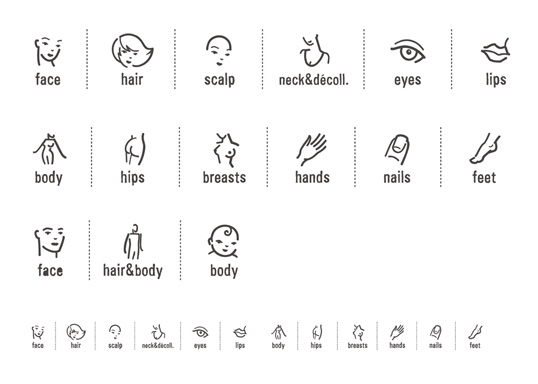 face hair scalp neck&décoll. eyes lips
body hips breasts hands nails feet
face hair&body body
face hair scalp neck&décoll. eyes lips body hips breasts hands nails feet